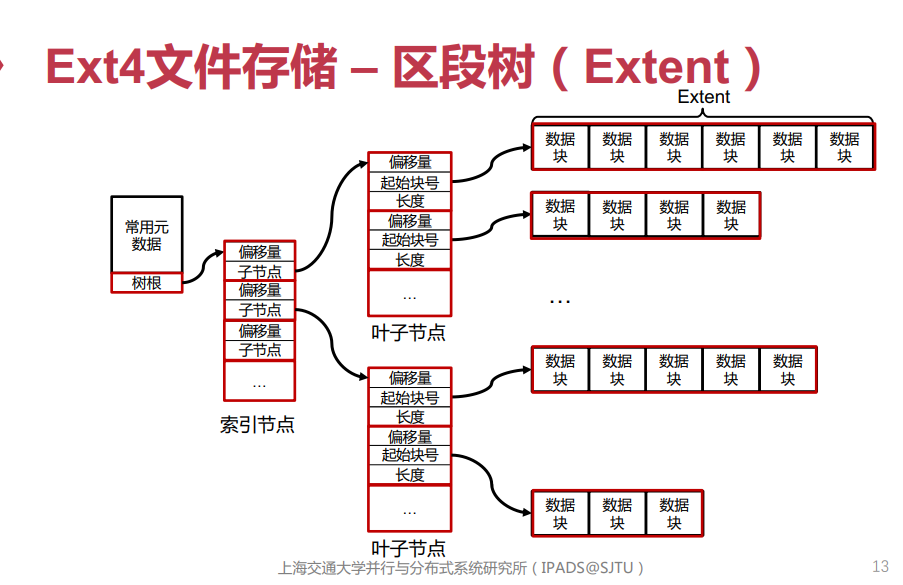 Ext4文件存储 – 区段树（Extent）
Extent
数据块
数据块
数据块
数据块
数据块
数据块
偏移量
起始块号
长度
偏移量
起始块号
长度
…
叶子节点
数据块
数据块
数据块
数据块
常用元
数据
树根
偏移量
子节点
偏移量
子节点
偏移量
子节点
…
索引节点
…
偏移量
起始块号
长度
偏移量
起始块号
长度
…
叶子节点
数据块
数据块
数据块
数据块
数据块
数据块
数据块
数据块
上海交通大学并行与分布式系统研究所（IPADS@SJTU）
13